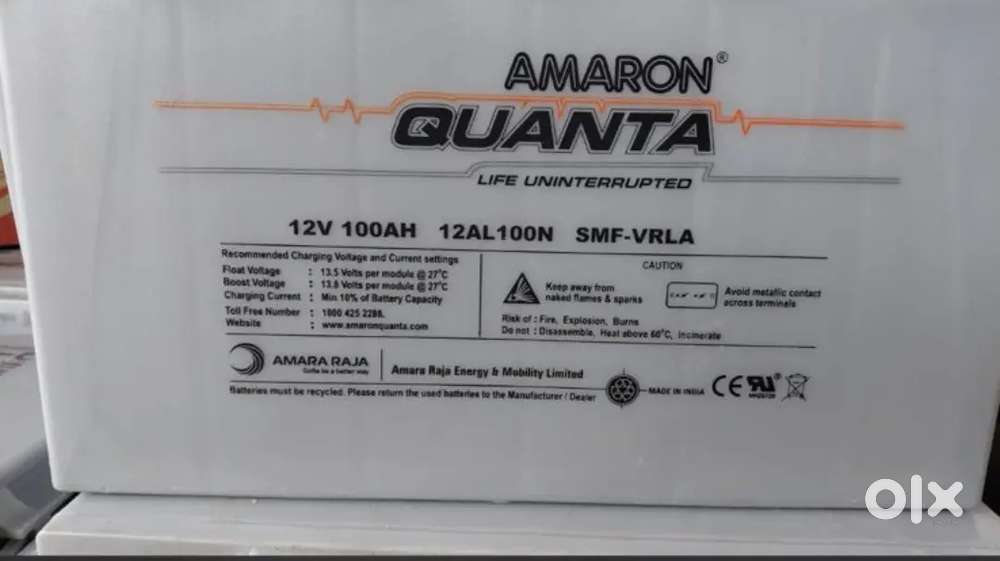 AMARON®
QUANTA
LIFE UNINTERRUPTED
12V 100AH 12AL100N SMF-VRLA
Recommended Charging Voltage and Current settings
Float Voltage : 13.5 Volts per module @ 27°C
Boost Voltage : 13.8 Volts per module @ 27°C
Charging Current : Min 10% of Battery Capacity
Toll Free Number : 1800 425 2288.
Website : www.amaronquanta.com
CAUTION
Keep away from
naked flames & sparks
Avoid metallic contact
across terminals
Risk of : Fire, Explosion, Burns
Do not : Disassemble, Heat above 60°C, Incinerate
AMARA RAJA
Gotta be a better way
Amara Raja Energy & Mobility Limited
Batteries must be recycled. Please return the used batteries to the Manufacturer / Dealer
MADE IN INDIA
CE
olx